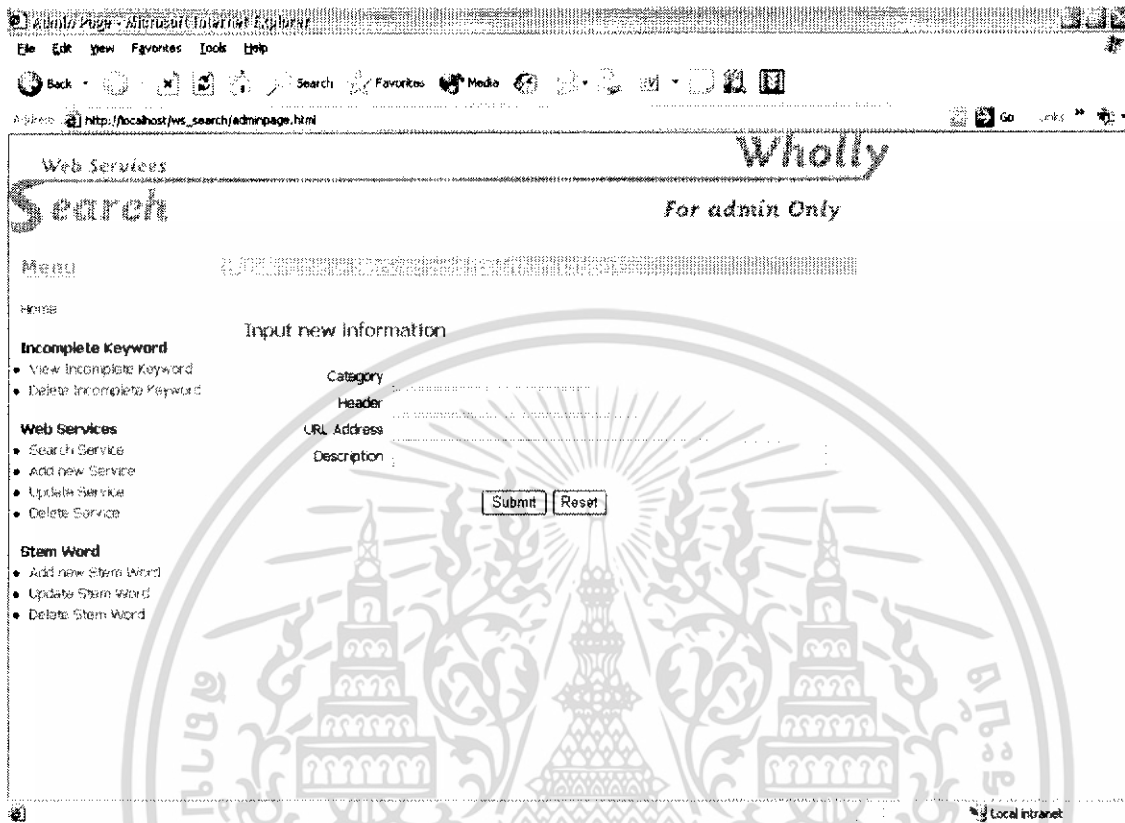 Admin Page - Microsoft Internet Explorer
File Edit View Favorites Tools Help
Back Search Favorites Media
Address http://localhost/ws_search/adminpage.html Go Links »
Web Services Wholly
Search For admin Only
Menu
Home
Input new information
Incomplete Keyword
• View Incomplete Keyword
• Delete Incomplete Keyword
Category
Header
URL Address
Description
Web Services
• Search Service
• Add new Service
• Update Service
• Delete Service
Submit Reset
Stem Word
• Add new Stem Word
• Update Stem Word
• Delete Stem Word
Local intranet